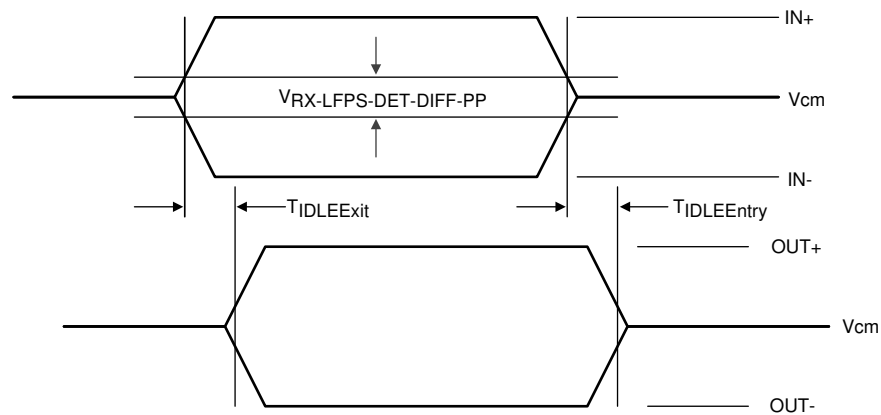 IN+
VRX-LFPS-DET-DIFF-PP
Vcm
IN-
TIDLEExit
TIDLEEntry
OUT+
Vcm
OUT-